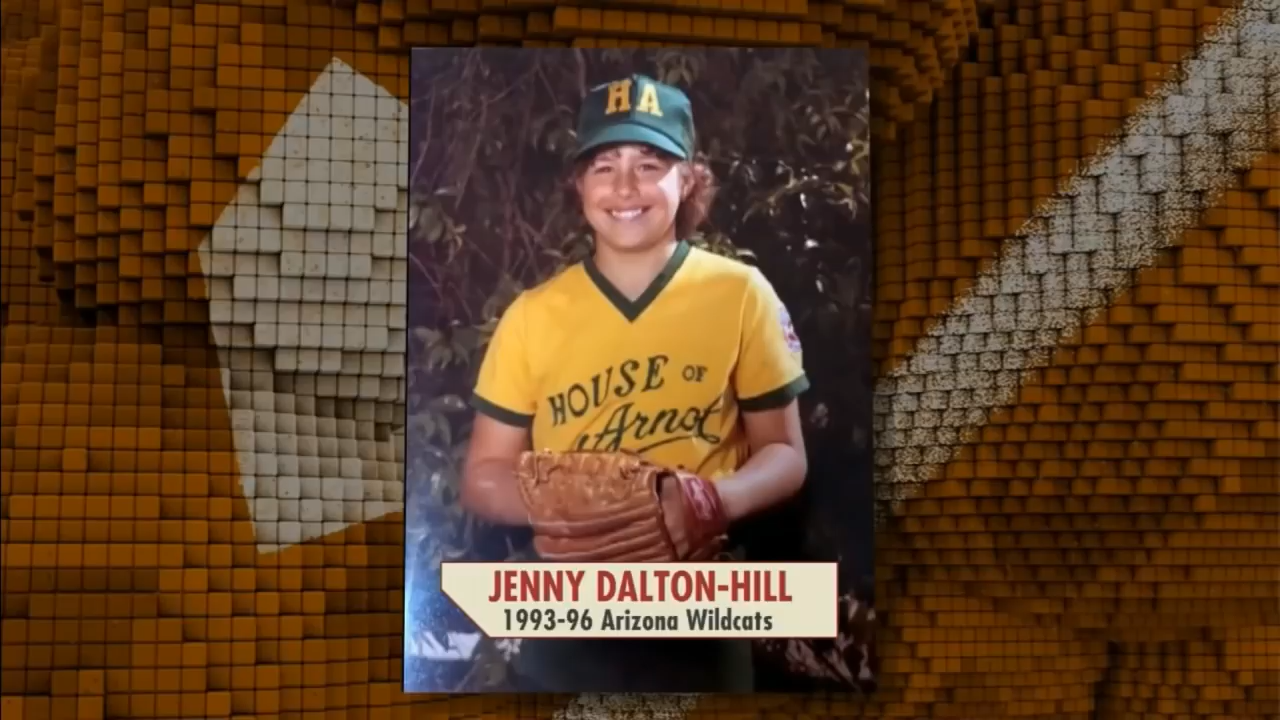 HA
HOUSE OF
Arnot
JENNY DALTON-HILL
1993-96 Arizona Wildcats